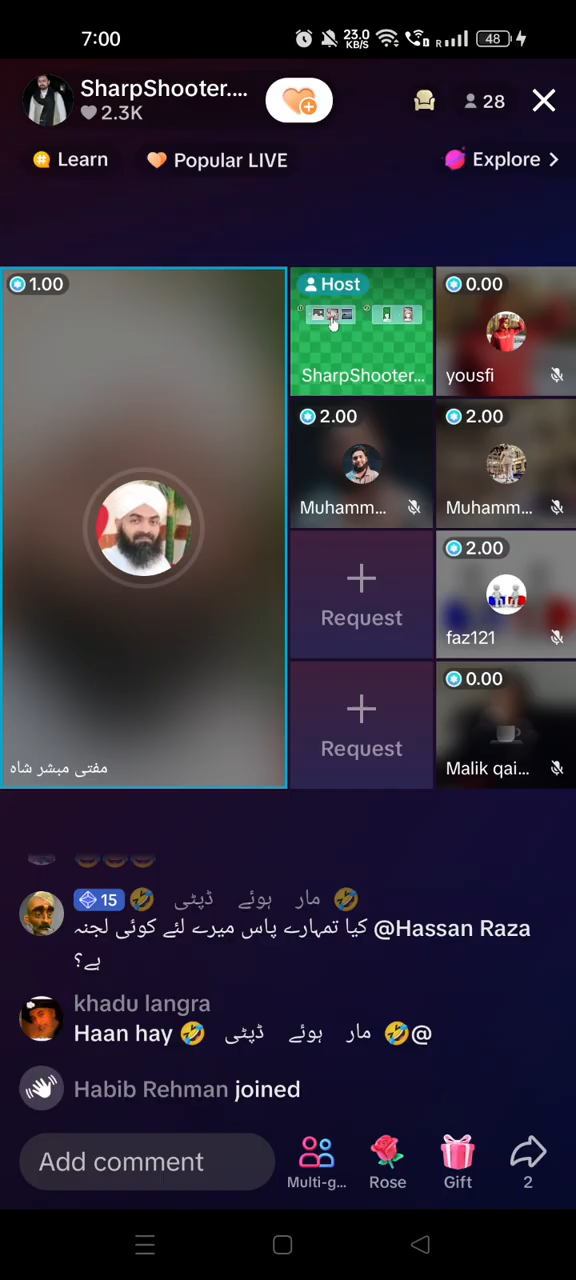 7:00
23.0
KB/S
R
48
SharpShooter....
2.3K
28
Learn
Popular LIVE
Explore
1.00
Host
0.00
SharpShooter...
yousfi
2.00
2.00
Muhamm...
Muhamm...
Request
2.00
faz121
Request
0.00
Malik qai...
مفتی مبشر شاہ
15 🤣 مار ہوئے ڈپٹی 🤣
@Hassan Raza کیا تمہارے پاس میرے لئے کوئی لجنہ
ہے؟
khadu langra
Haan hay 🤣 مار ہوئے ڈپٹی 🤣@
Habib Rehman joined
Add comment
Multi-g...
Rose
Gift
2